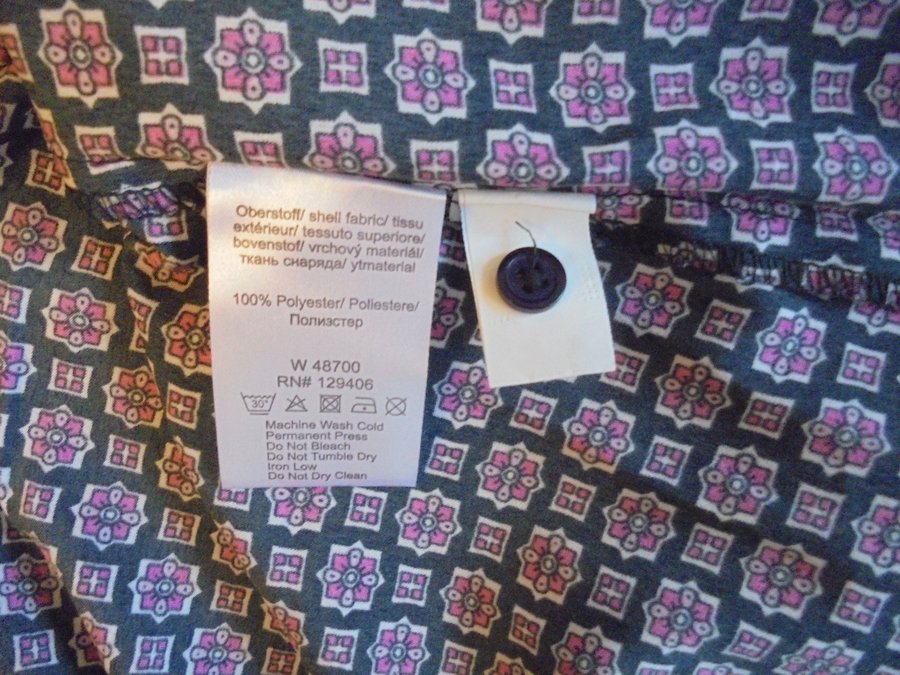 Oberstoff/ shell fabric/ tissu
extérieur/ tessuto superiore/
bovenstof/ vrchový materiál/
ткань снаряда/ ytmaterial
100% Polyester/ Poliestere/
Полиэстер
W 48700
RN# 129406
30°
Machine Wash Cold
Permanent Press
Do Not Bleach
Do Not Tumble Dry
Iron Low
Do Not Dry Clean